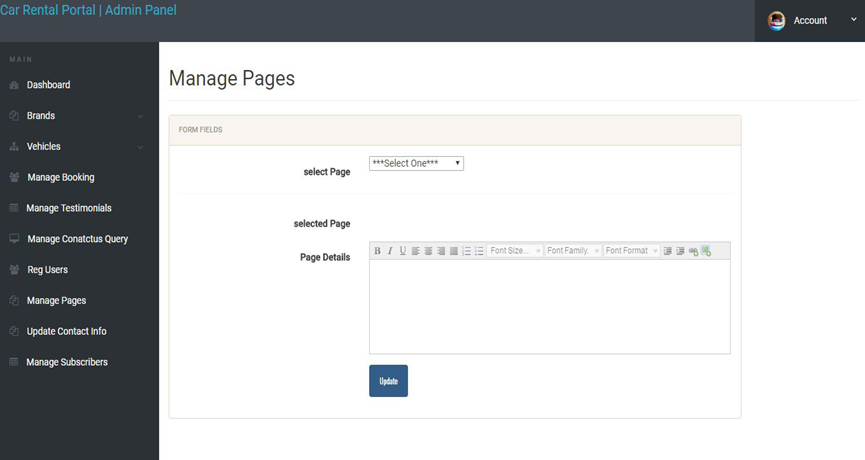 Car Rental Portal | Admin Panel
Account
MAIN
Dashboard
Brands
Vehicles
Manage Booking
Manage Testimonials
Manage Conatctus Query
Reg Users
Manage Pages
Update Contact Info
Manage Subscribers
Manage Pages
FORM FIELDS
select Page
***Select One***
selected Page
Page Details
B I U Font Size... Font Family. Font Format
Update